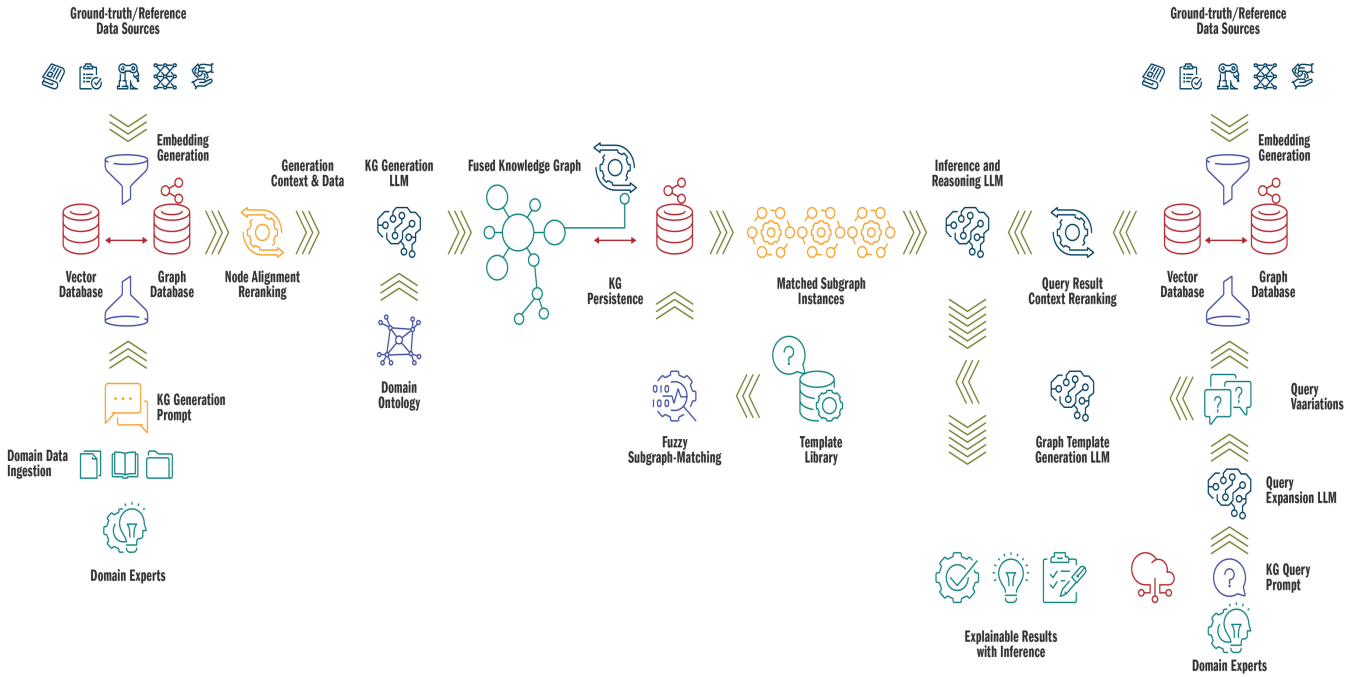 Ground-truth/Reference
Data Sources
Ground-truth/Reference
Data Sources
Embedding
Generation
Embedding
Generation
Generation
Context & Data
KG Generation
LLM
Fused Knowledge Graph
Inference and
Reasoning LLM
Vector
Database
Graph
Database
Node Alignment
Reranking
KG
Persistence
Matched Subgraph
Instances
Query Result
Context Reranking
Vector
Database
Graph
Database
Domain
Ontology
KG Generation
Prompt
Query
Vaariations
Domain Data
Ingestion
Fuzzy
Subgraph-Matching
Template
Library
Graph Template
Generation LLM
Query
Expansion LLM
Domain Experts
KG Query
Prompt
Explainable Results
with Inference
Domain Experts